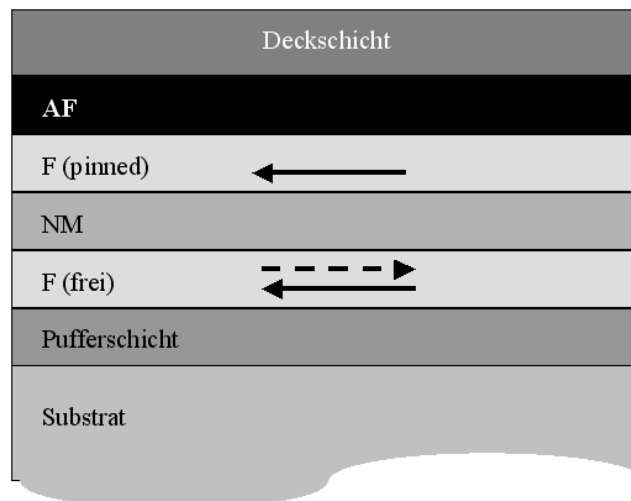 Deckschicht
AF
F (pinned)
NM
F (frei)
Pufferschicht
Substrat